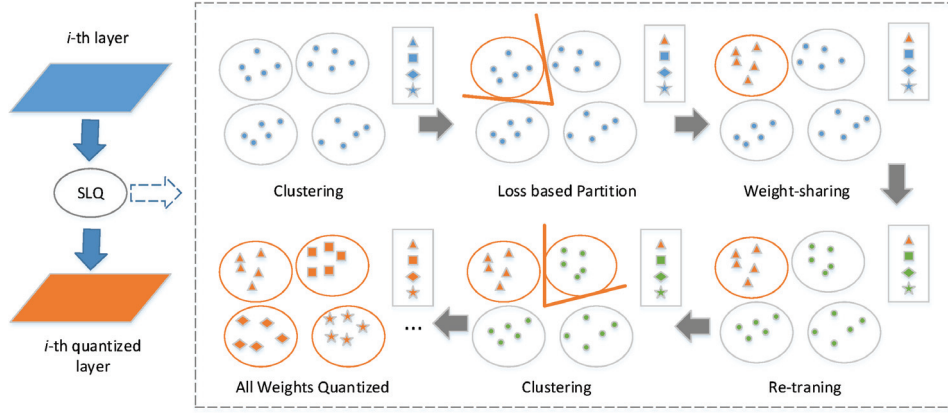 i-th layer
SLQ
i-th quantized
layer
Clustering
Loss based Partition
Weight-sharing
All Weights Quantized
...
Clustering
Re-traning